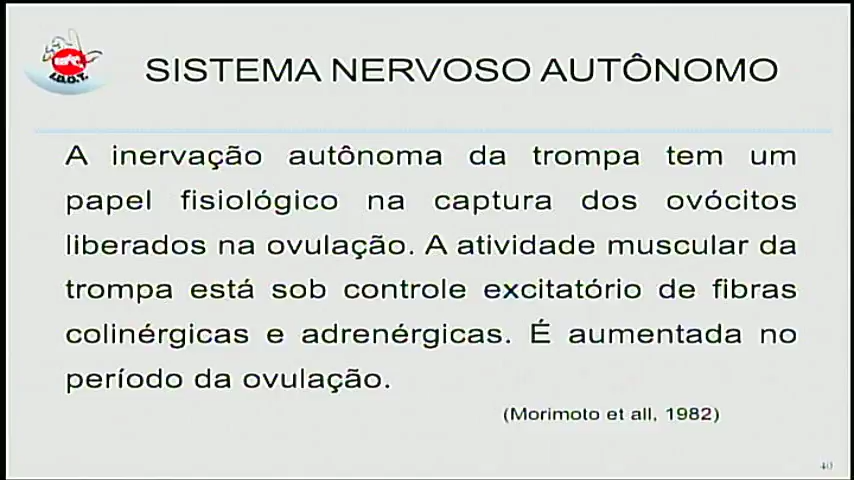 I.D.O.T.
SISTEMA NERVOSO AUTÔNOMO
A inervação autônoma da trompa tem um
papel fisiológico na captura dos ovócitos
liberados na ovulação. A atividade muscular da
trompa está sob controle excitatório de fibras
colinérgicas e adrenérgicas. É aumentada no
período da ovulação.
(Morimoto et all, 1982)
40